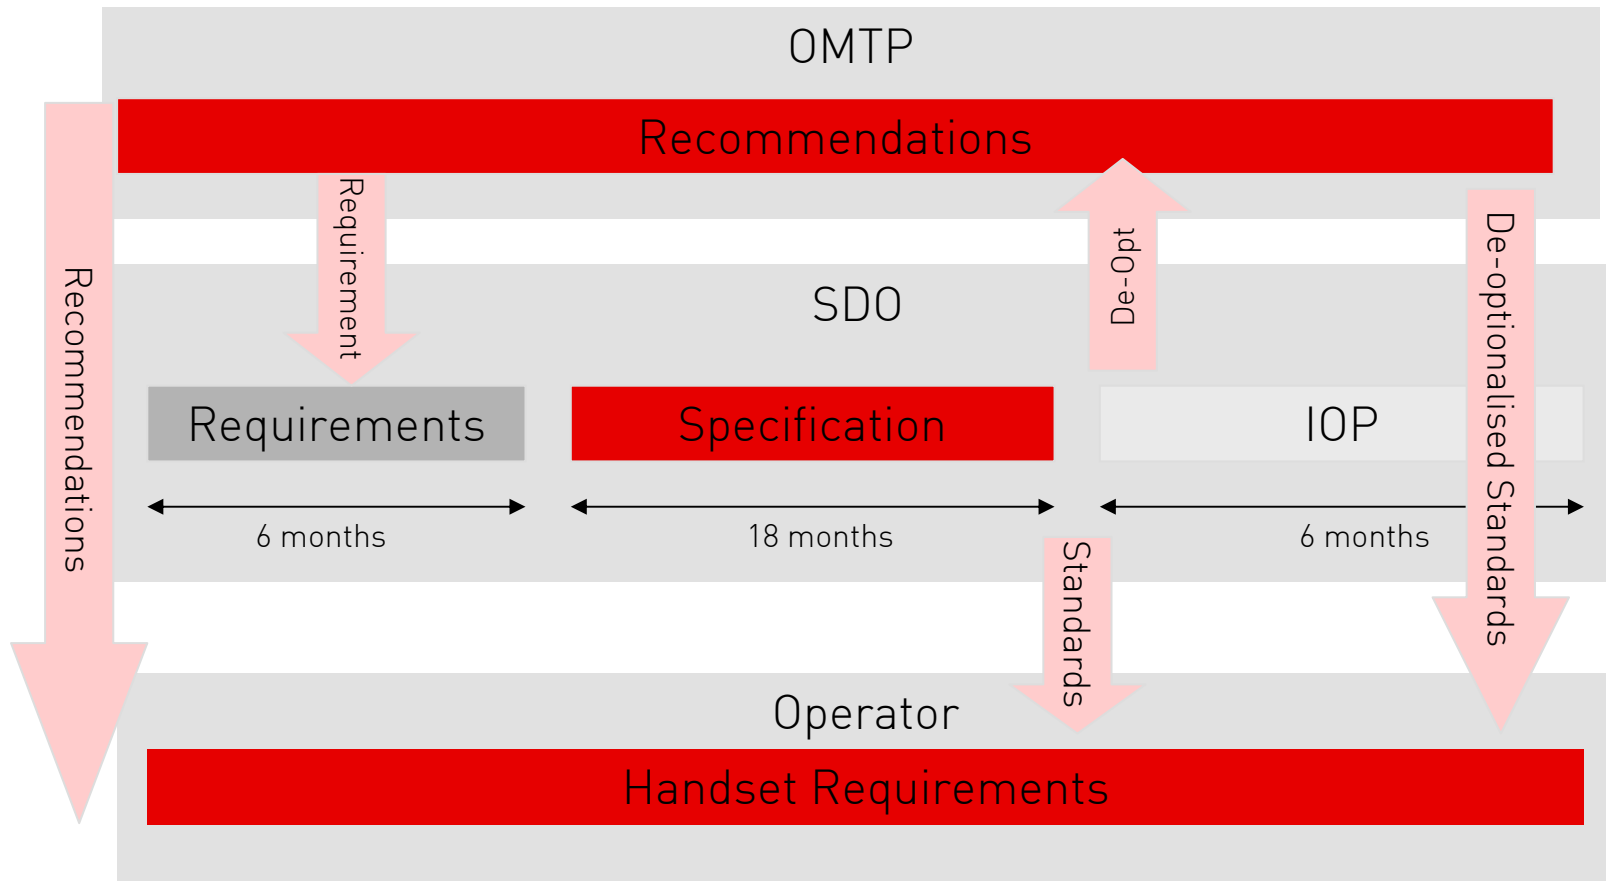 OMTP
Recommendations
Requirement
De-Opt
De-optionalised Standards
Recommendations
SDO
Requirements
Specification
IOP
6 months
18 months
6 months
Standards
Operator
Handset Requirements